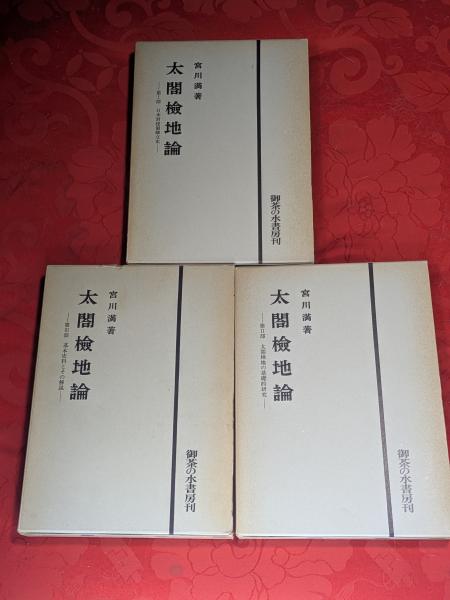 宮川満著
太閤検地論
──第Ⅰ部 日本封建制確立史──
御茶の水書房刊
宮川満著
太閤検地論
──第Ⅲ部 基本史料とその解説──
御茶の水書房刊
宮川満著
太閤検地論
──第Ⅱ部 太閤検地の基礎的研究──
御茶の水書房刊